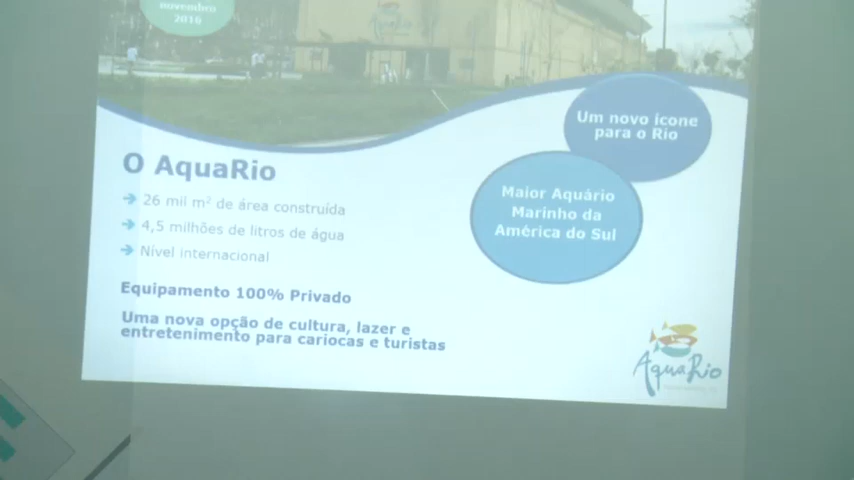 novembro
2016
Um novo ícone
para o Rio
O AquaRio
Maior Aquário
Marinho da
América do Sul
26 mil m² de área construída
4,5 milhões de litros de água
Nível internacional
Equipamento 100% Privado
Uma nova opção de cultura, lazer e
entretenimento para cariocas e turistas
AquaRio